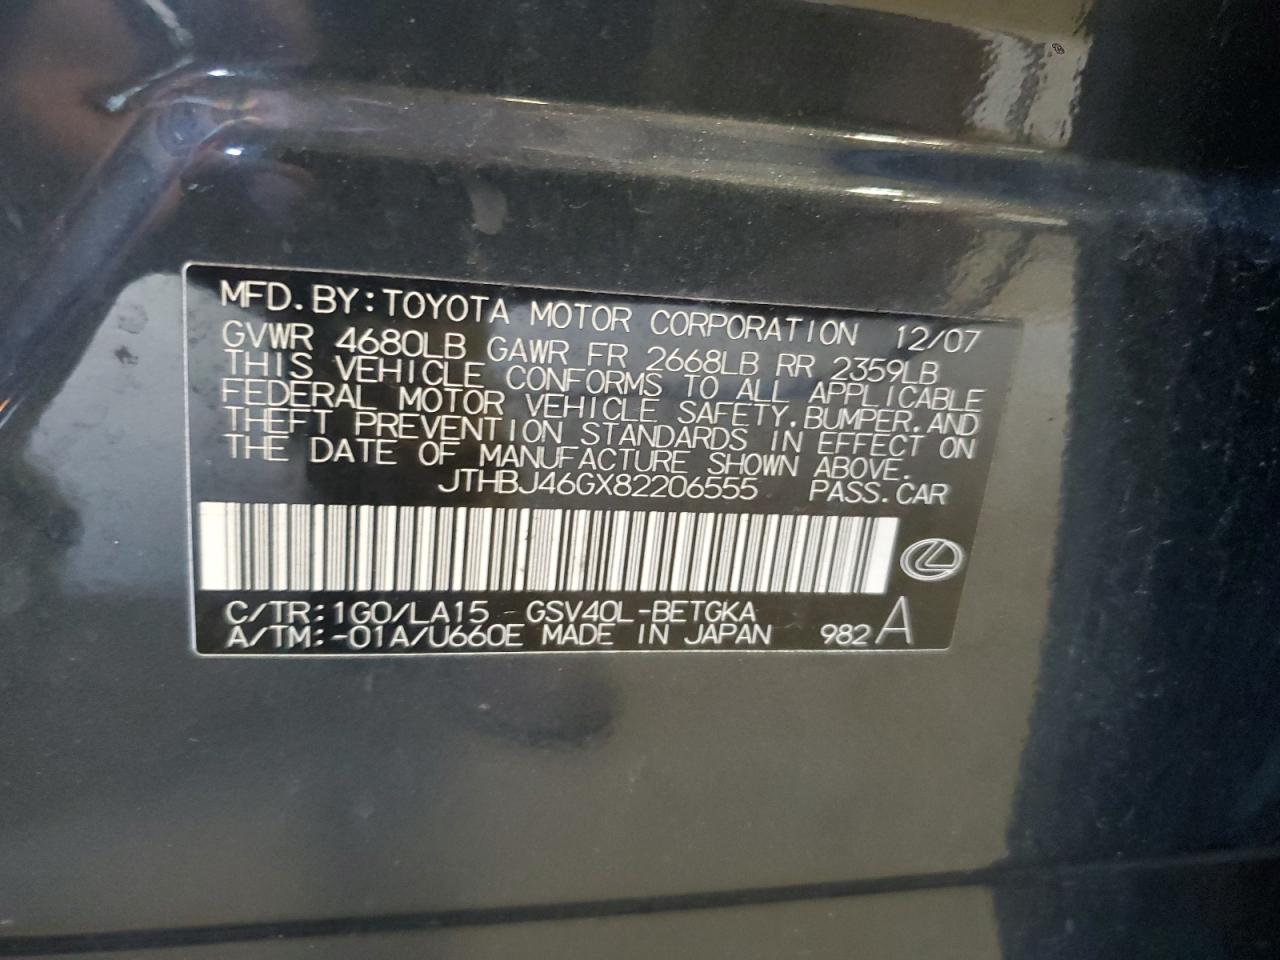 MFD.BY:TOYOTA MOTOR CORPORATION 12/07
GVWR 4680LB GAWR FR 2668LB RR 2359LB
THIS VEHICLE CONFORMS TO ALL APPLICABLE
FEDERAL MOTOR VEHICLE SAFETY,BUMPER,AND
THEFT PREVENTION STANDARDS IN EFFECT ON
THE DATE OF MANUFACTURE SHOWN ABOVE.
JTHBJ46GX82206555 PASS.CAR
C/TR:1G0/LA15 GSV40L-BETGKA
A/TM:-01A/U660E MADE IN JAPAN 982A